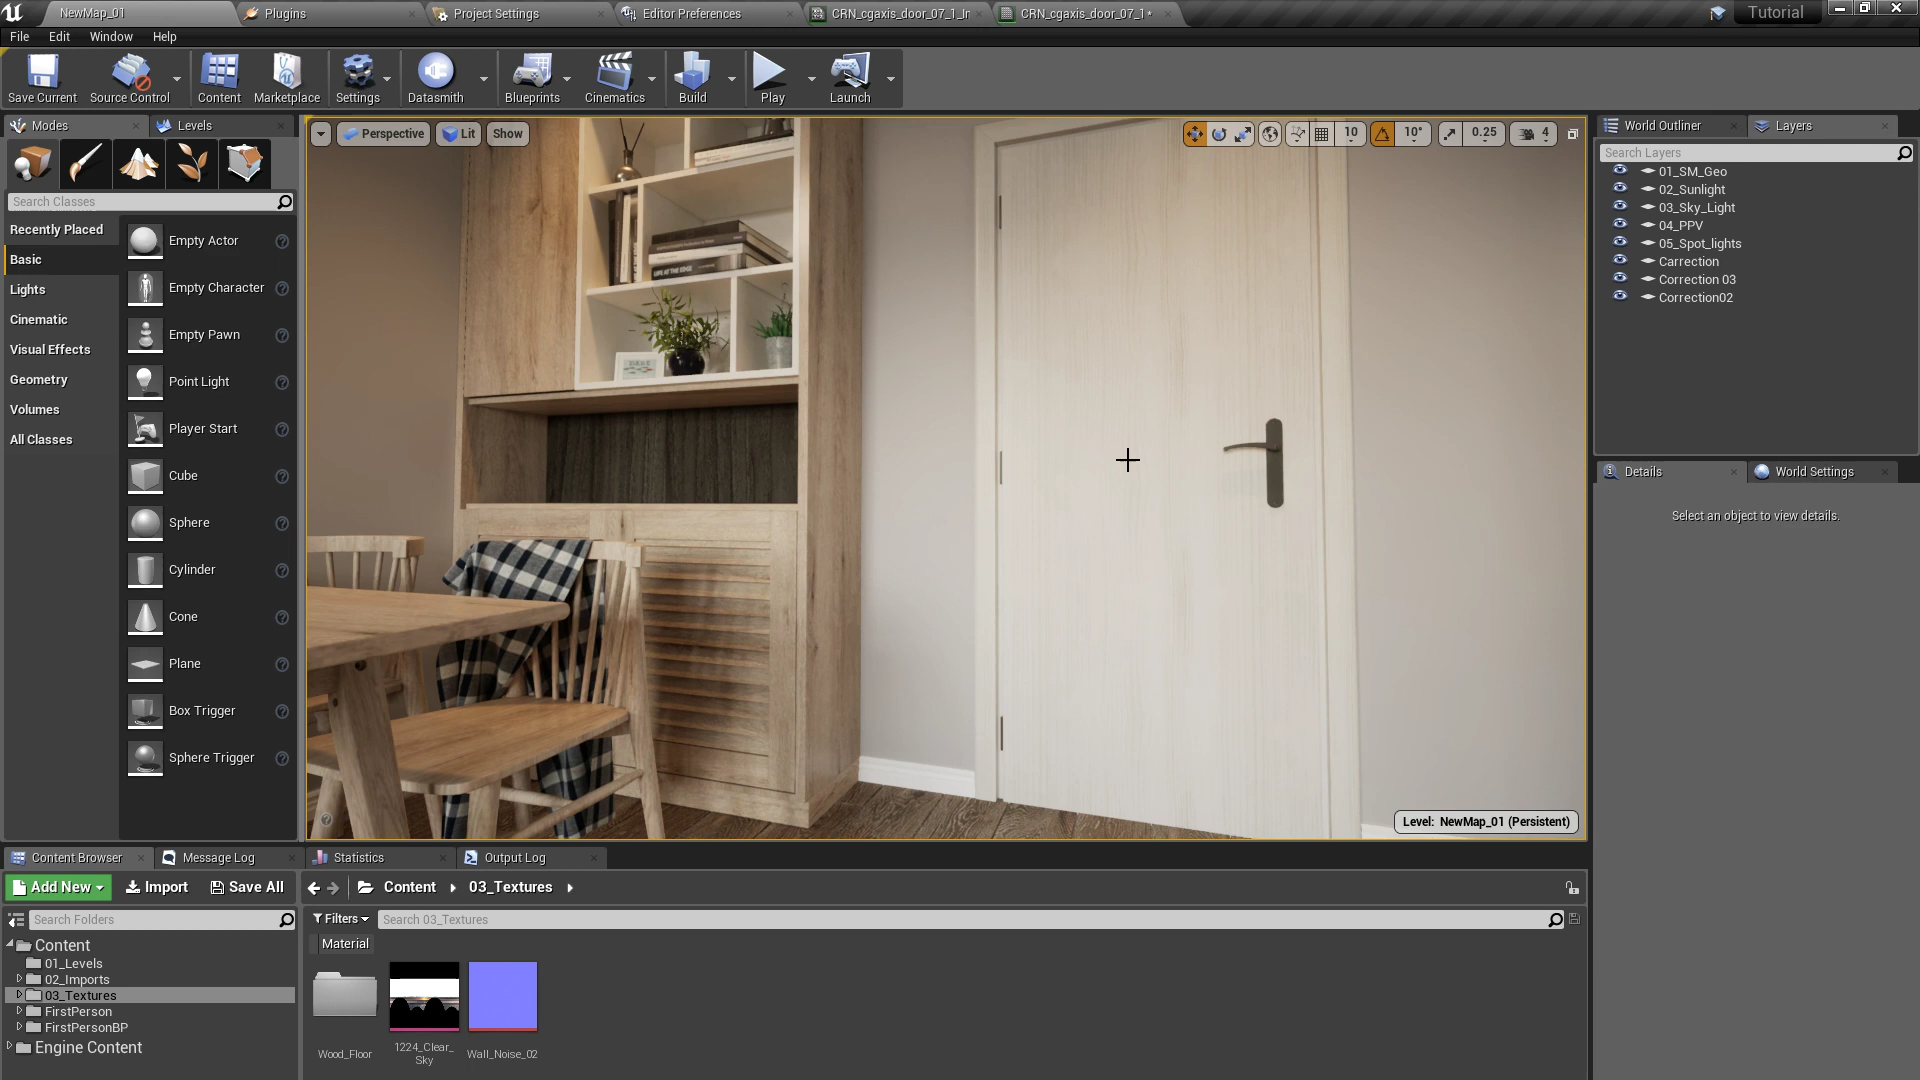 NewMap_01
Plugins
Project Settings
Editor Preferences
CRN_cgaxis_door_07_1_In
CRN_cgaxis_door_07_1*
Tutorial
File
Edit
Window
Help
Save Current
Source Control
Content
Marketplace
Settings
Datasmith
Blueprints
Cinematics
Build
Play
Launch
Modes
Levels
Search Classes
Recently Placed
Basic
Lights
Cinematic
Visual Effects
Geometry
Volumes
All Classes
Empty Actor
Empty Character
Empty Pawn
Point Light
Player Start
Cube
Sphere
Cylinder
Cone
Plane
Box Trigger
Sphere Trigger
Perspective
Lit
Show
10
10°
0.25
4
LIFE AT THE EDGE
Level: NewMap_01 (Persistent)
World Outliner
Layers
Search Layers
01_SM_Geo
02_Sunlight
03_Sky_Light
04_PPV
05_Spot_lights
Carrection
Correction 03
Correction02
Details
World Settings
Select an object to view details.
Content Browser
Message Log
Statistics
Output Log
Add New
Import
Save All
Content
03_Textures
Search Folders
Filters
Search 03_Textures
Material
Content
01_Levels
02_Imports
03_Textures
FirstPerson
FirstPersonBP
Engine Content
Wood_Floor
1224_Clear_
Sky
Wall_Noise_02